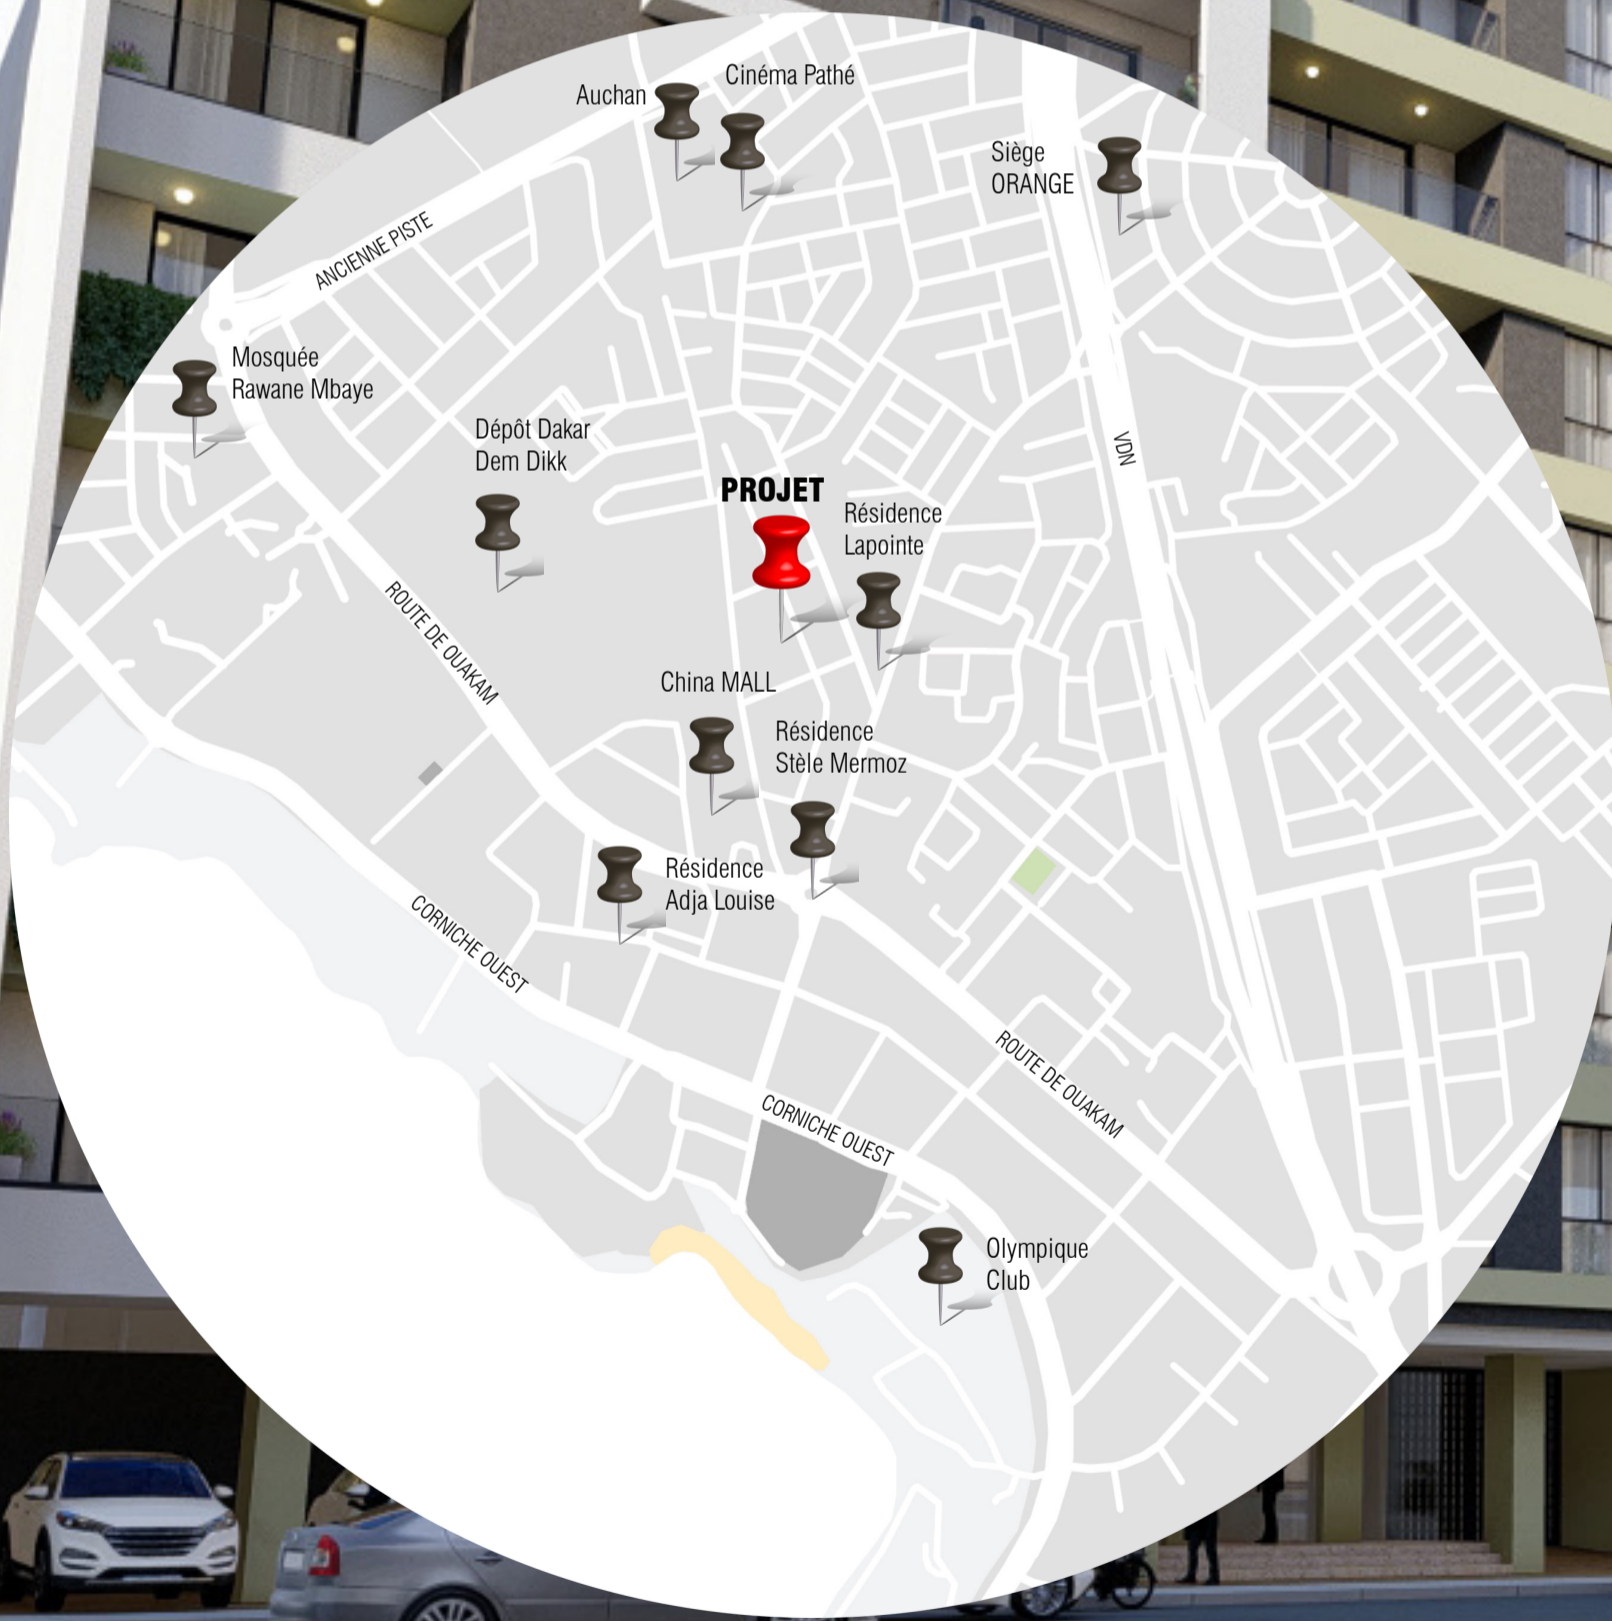 Cinéma Pathé
Auchan
Siège
ORANGE
ANCIENNE PISTE
Mosquée
Rawane Mbaye
Dépôt Dakar
Dem Dikk
VDN
PROJET
Résidence
Lapointe
ROUTE DE OUAKAM
China MALL
Résidence
Stèle Mermoz
Résidence
Adja Louise
CORNICHE OUEST
ROUTE DE OUAKAM
CORNICHE OUEST
Olympique
Club